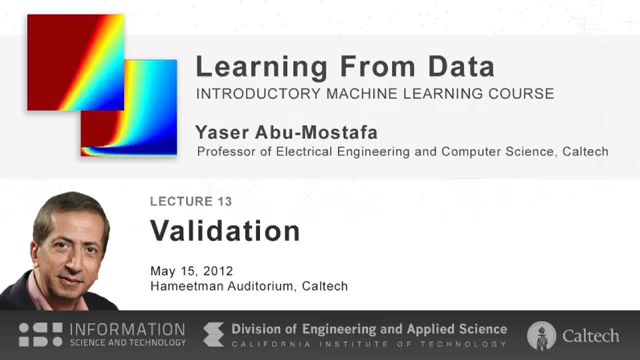 Learning From Data
INTRODUCTORY MACHINE LEARNING COURSE
Yaser Abu-Mostafa
Professor of Electrical Engineering and Computer Science, Caltech
LECTURE 13
Validation
May 15, 2012
Hameetman Auditorium, Caltech
INFORMATION
SCIENCE AND TECHNOLOGY
Division of Engineering and Applied Science
CALIFORNIA INSTITUTE OF TECHNOLOGY
Caltech